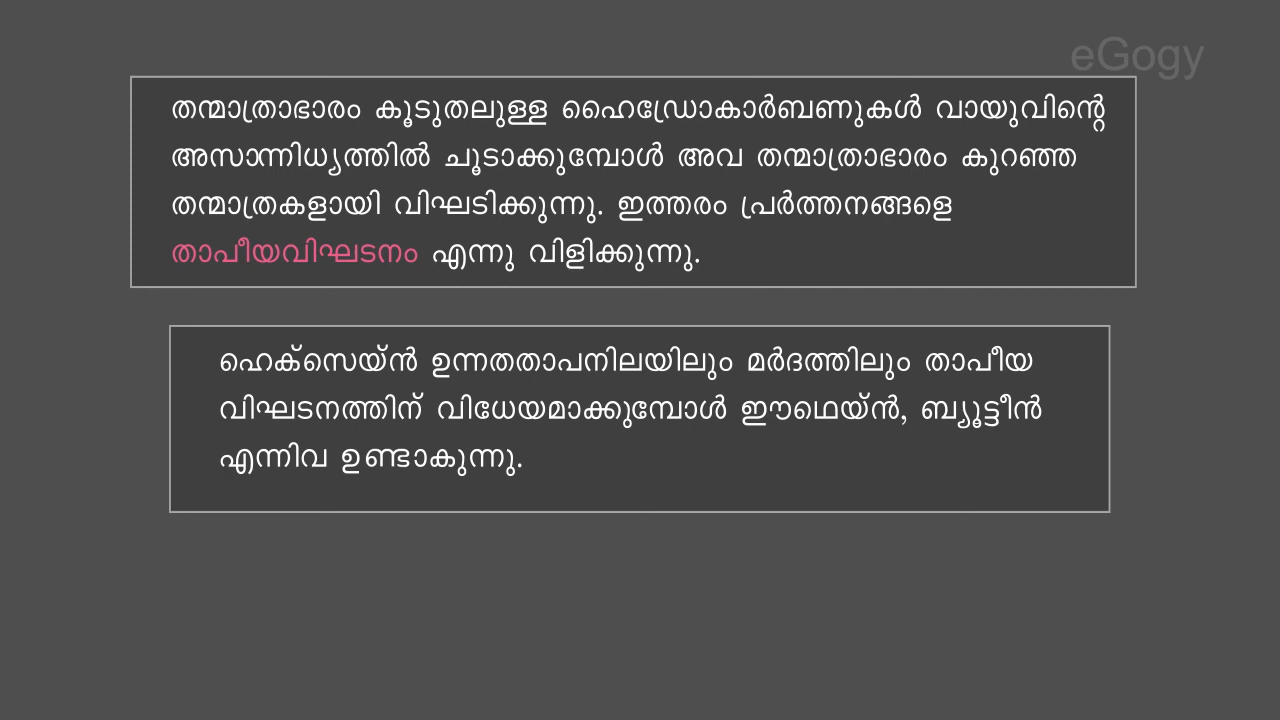 eGogy
തന്മാത്രാഭാരം കൂടുതലുള്ള ഹൈഡ്രോകാർബണുകൾ വായുവിന്റെ
അസാന്നിധ്യത്തിൽ ചൂടാക്കുമ്പോൾ അവ തന്മാത്രാഭാരം കുറഞ്ഞ
തന്മാത്രകളായി വിഘടിക്കുന്നു. ഇത്തരം പ്രർത്തനങ്ങളെ
താപീയവിഘടനം എന്നു വിളിക്കുന്നു.
ഹെക്സെയ്ൻ ഉന്നതതാപനിലയിലും മർദത്തിലും താപീയ
വിഘടനത്തിന് വിധേയമാക്കുമ്പോൾ ഈഥെയ്ൻ, ബ്യൂട്ടീൻ
എന്നിവ ഉണ്ടാകുന്നു.